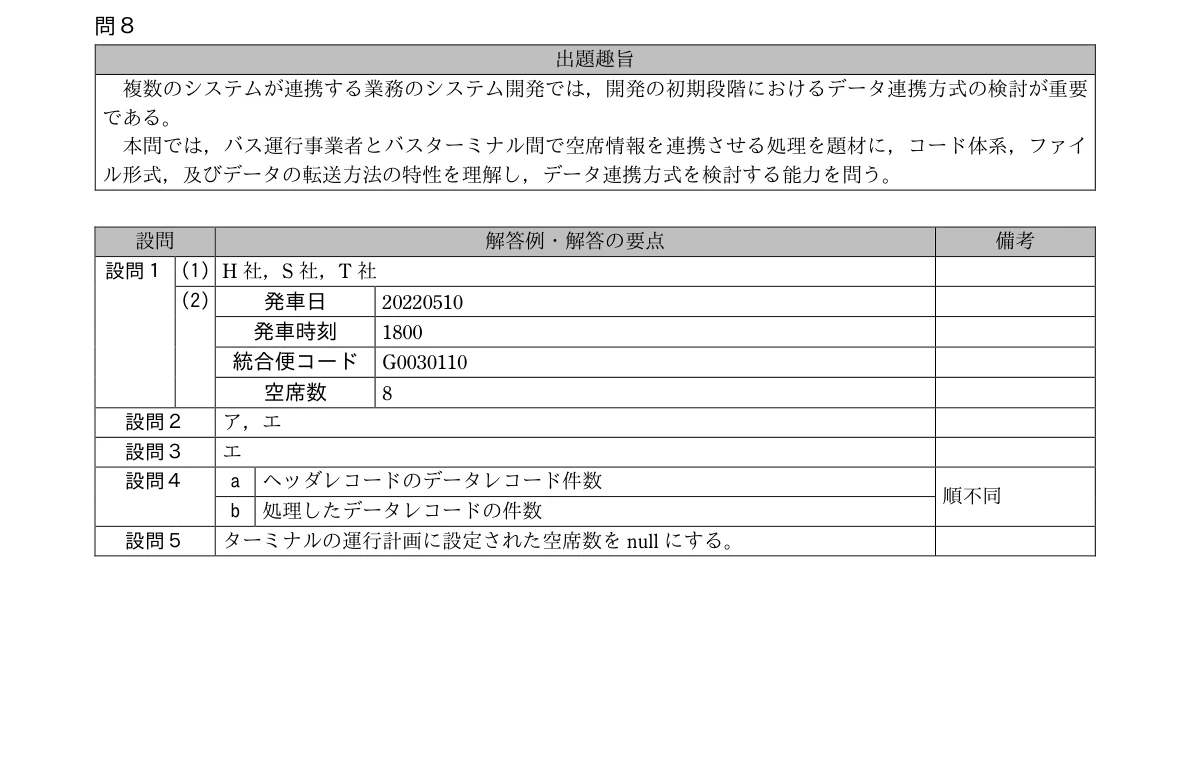 問８
出題趣旨
複数のシステムが連携する業務のシステム開発では，開発の初期段階におけるデータ連携方式の検討が重要
である。
本問では，バス運行事業者とバスターミナル間で空席情報を連携させる処理を題材に，コード体系，ファイ
ル形式，及びデータの転送方法の特性を理解し，データ連携方式を検討する能力を問う。
設問 解答例・解答の要点 備考
設問１ (1) H 社，S 社，T 社
(2) 発車日 20220510
発車時刻 1800
統合便コード G0030110
空席数 8
設問２ ア，エ
設問３ エ
設問４ a ヘッダレコードのデータレコード件数 順不同
b 処理したデータレコードの件数
設問５ ターミナルの運行計画に設定された空席数を null にする。